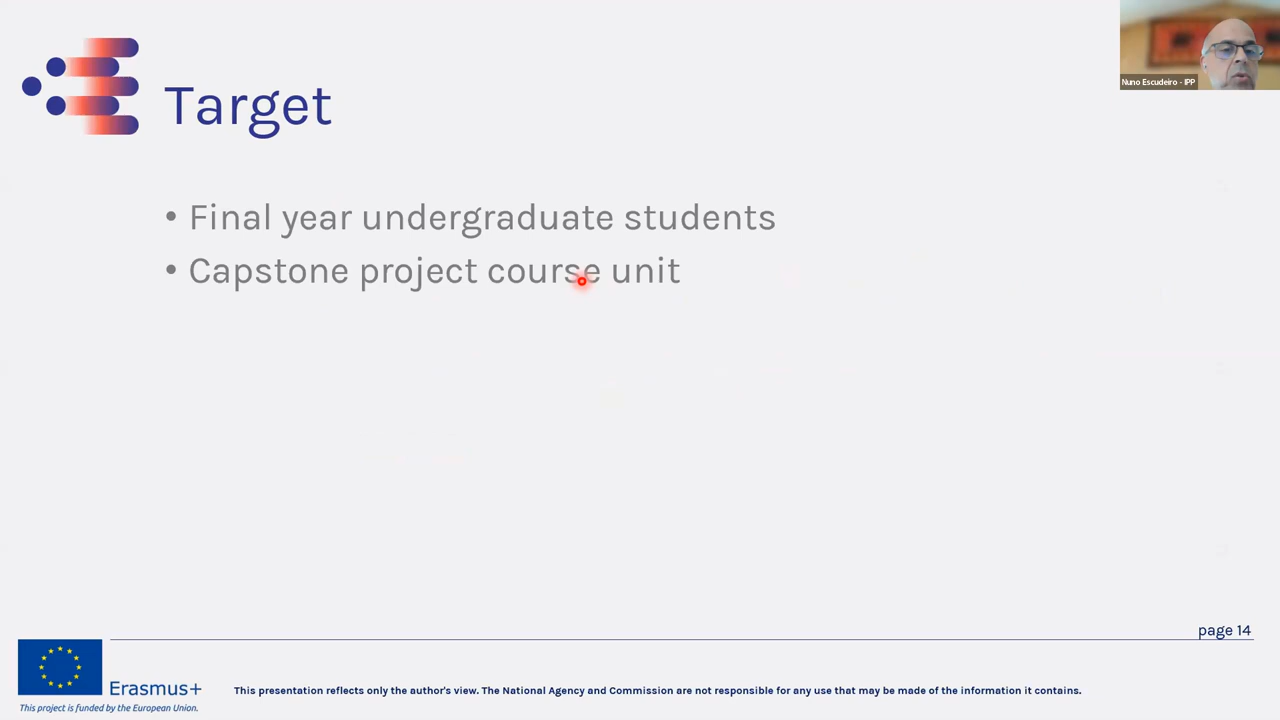 Nuno Escudeiro - IPP
Target
• Final year undergraduate students
• Capstone project course unit
page 14
Erasmus+
This project is funded by the European Union.
This presentation reflects only the author's view. The National Agency and Commission are not responsible for any use that may be made of the information it contains.